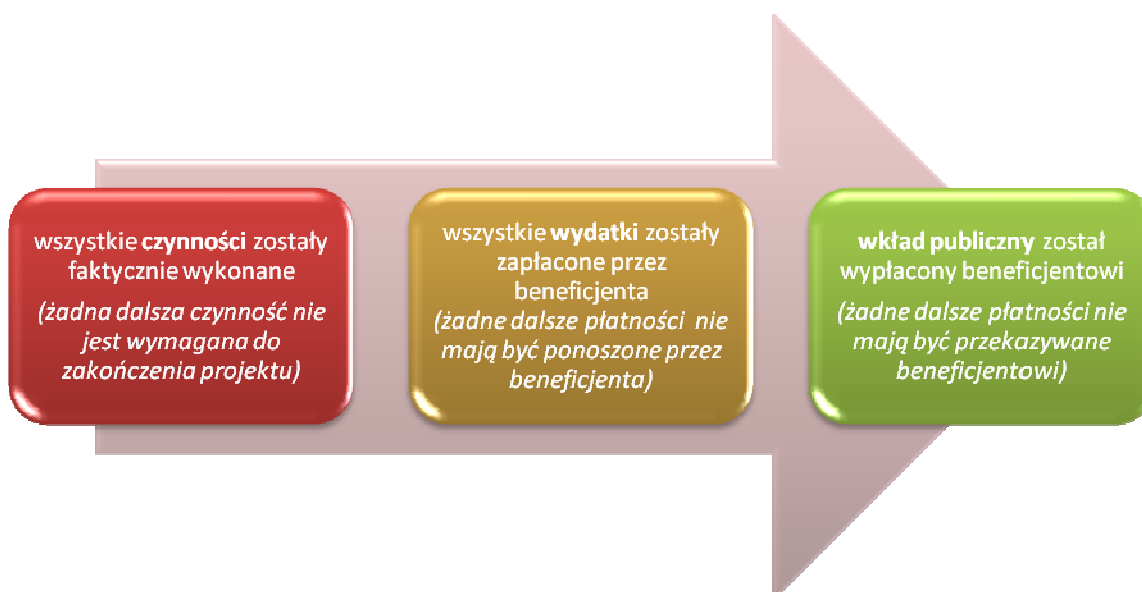 wszystkie czynności zostały
faktycznie wykonane
(żadna dalsza czynność nie
jest wymagana do
zakończenia projektu)
wszystkie wydatki zostały
zapłacone przez
beneficjenta
(żadne dalsze płatności nie
mają być ponoszone przez
beneficjenta)
wkład publiczny został
wypłacony beneficjentowi
(żadne dalsze płatności nie
mają być przekazywane
beneficjentowi)